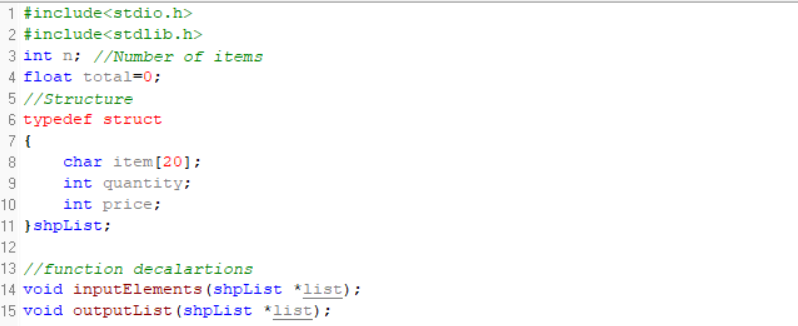 1 #include<stdio.h>
2 #include<stdlib.h>
3 int n; //Number of items
4 float total=0;
5 //Structure
6 typedef struct
7 {
8 char item[20];
9 int quantity;
10 int price;
11 }shpList;
12
13 //function decalartions
14 void inputElements(shpList *list);
15 void outputList(shpList *list);